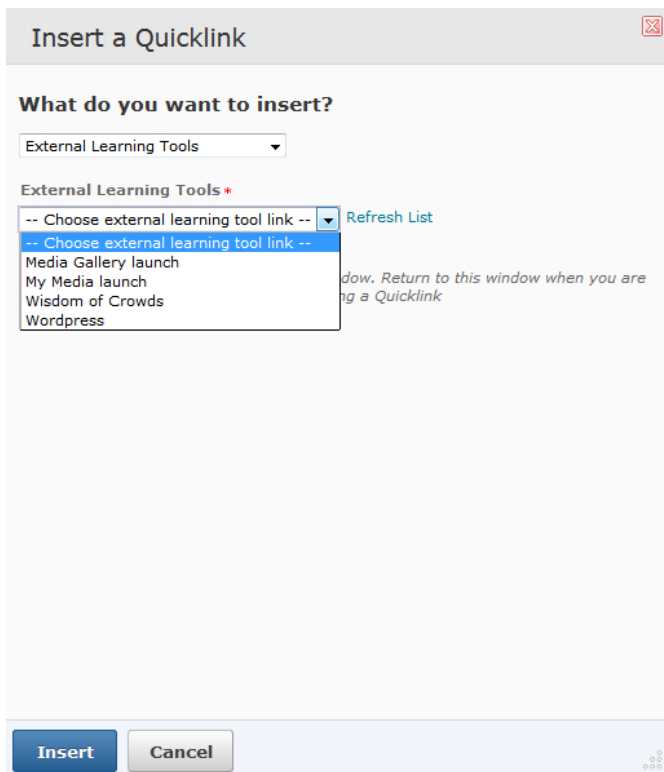 Insert a Quicklink
What do you want to insert?
External Learning Tools
External Learning Tools *
-- Choose external learning tool link -- Refresh List
-- Choose external learning tool link --
Media Gallery launch
My Media launch
dow. Return to this window when you are
Wisdom of Crowds
a Quicklink
Wordpress
Insert Cancel